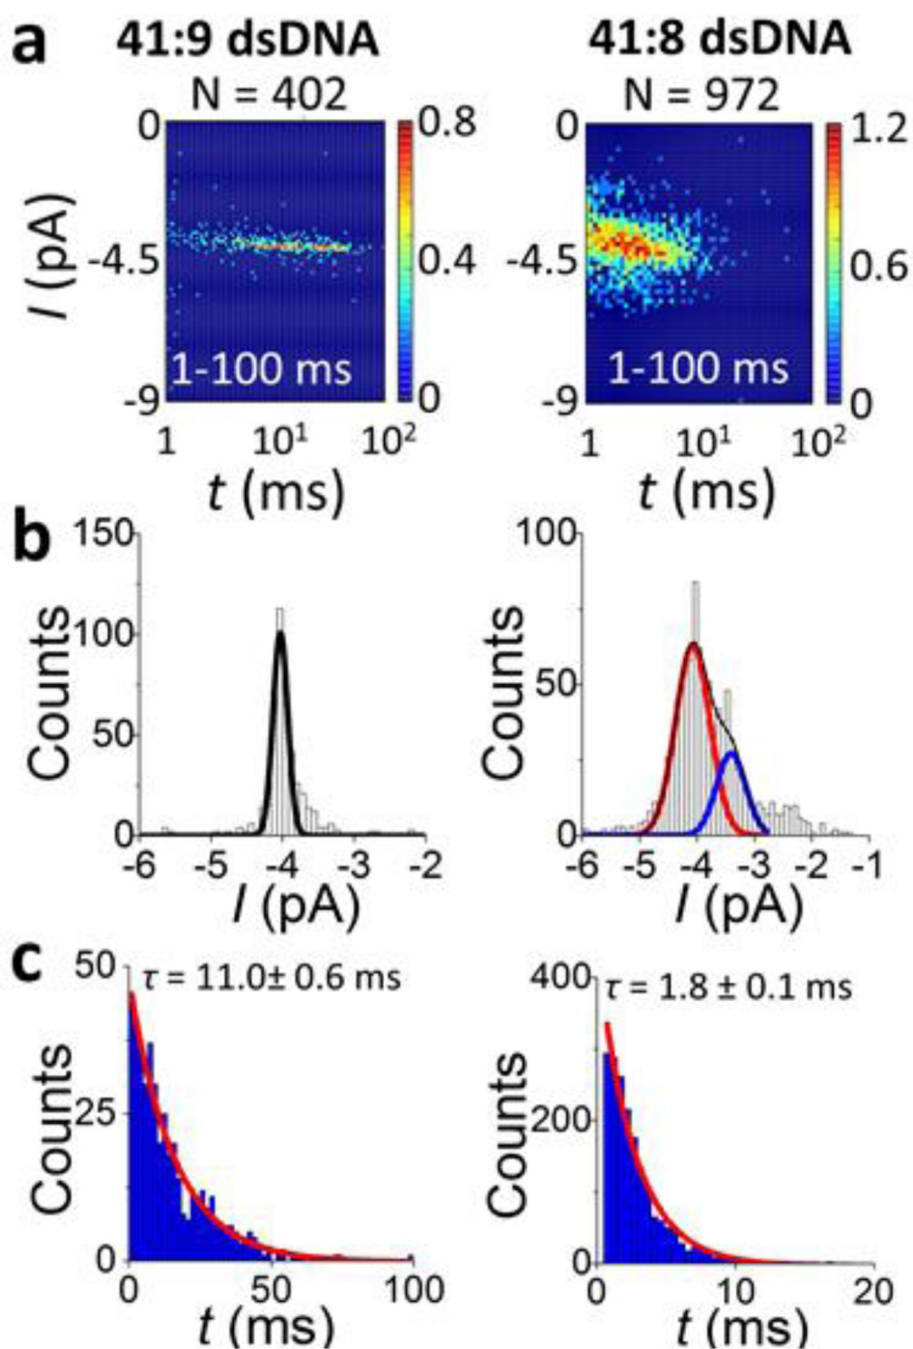 a
41:9 dsDNA
N = 402
41:8 dsDNA
N = 972
I (pA)
0
-4.5
-9
1-100 ms
0.8
0.4
0
1 10¹ 10²
t (ms)
0
-4.5
-9
1-100 ms
1.2
0.6
0
1 10¹ 10²
t (ms)
b
Counts
150
100
50
0
-6 -5 -4 -3 -2
I (pA)
Counts
100
50
0
-6 -5 -4 -3 -2 -1
I (pA)
c
Counts
50
25
0
τ = 11.0± 0.6 ms
0 50 100
t (ms)
Counts
400
200
0
τ = 1.8 ± 0.1 ms
0 10 20
t (ms)